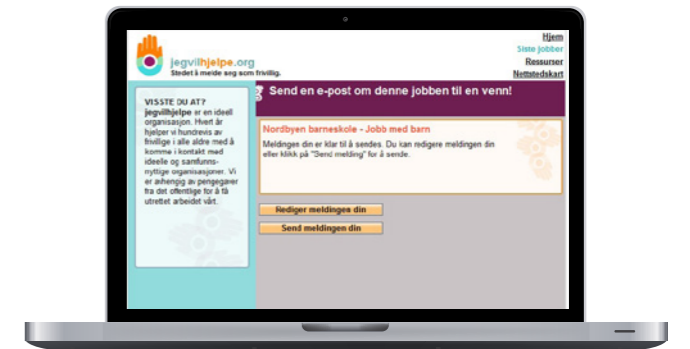 jegvilhjelpe.org
Stedet å melde seg som frivillig.
Hjem
Siste jobber
Ressurser
Nettstedskart
VISSTE DU AT?
jegvilhjelpe er en ideell
organisasjon. Hvert år
hjelper vi hundrevis av
frivillige i alle aldre med å
komme i kontakt med
ideelle og samfunns-
nyttige organisasjoner. Vi
er avhengig av pengegaver
fra det offentlige for å få
utrettet arbeidet vårt.
Send en e-post om denne jobben til en venn!
Nordbyen barneskole - Jobb med barn
Meldingen din er klar til å sendes. Du kan redigere meldingen din
eller klikk på "Send melding" for å sende.
Rediger meldingen din
Send meldingen din